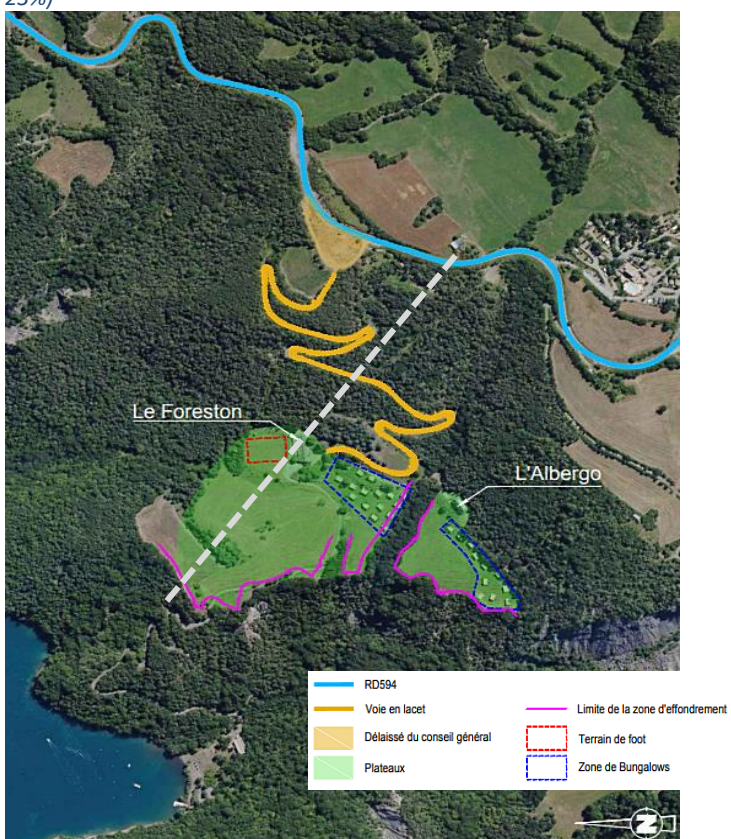 25%)
Le Foreston
L'Albergo
RD594
Voie en lacet
Délaissé du conseil général
Plateaux
Limite de la zone d'effondrement
Terrain de foot
Zone de Bungalows
N